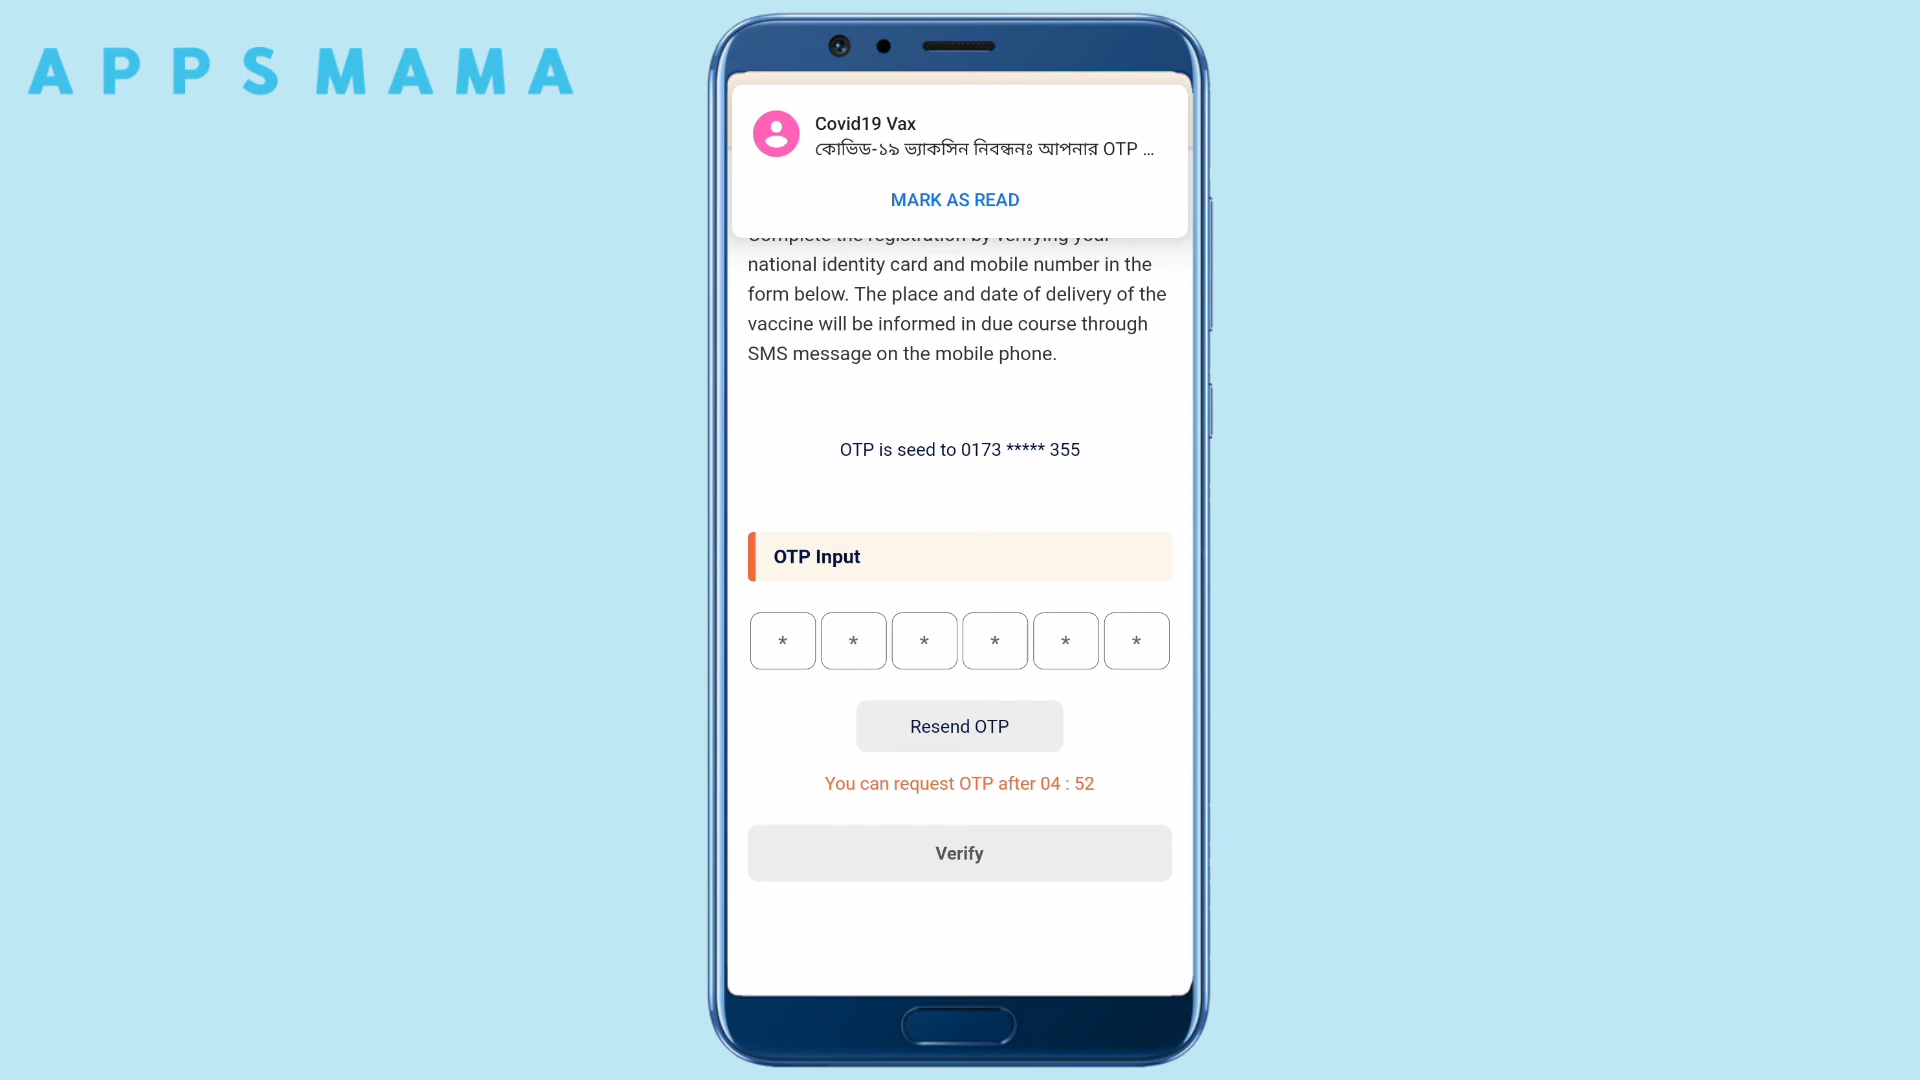 APPSMAMA
Covid19 Vax
কোভিড-১৯ ভ্যাকসিন নিবন্ধনঃ আপনার OTP ...
MARK AS READ
Complete the registration by verifying your
national identity card and mobile number in the
form below. The place and date of delivery of the
vaccine will be informed in due course through
SMS message on the mobile phone.
OTP is seed to 0173 ***** 355
OTP Input
* * * * * *
Resend OTP
You can request OTP after 04 : 52
Verify